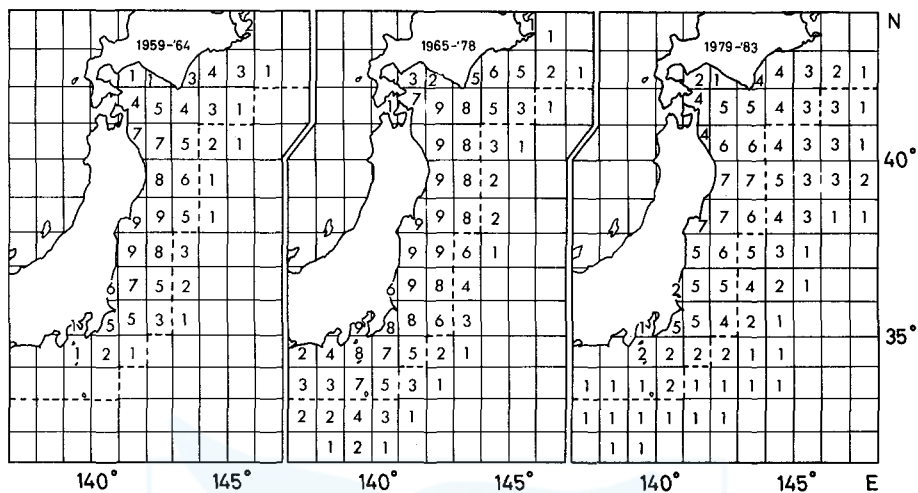 1959-'64 1965-'78 1979-'83 N
1
1 1 3 4 3 1 3 2 5 6 5 2 1 2 1 4 4 3 2 1
4 5 4 3 1 1 7 9 8 5 3 1 4 5 5 4 3 3 1
7 7 5 2 1 9 8 3 1 4 6 6 4 3 3 1
40°
8 6 1 9 8 2 7 7 5 3 3 2
9 9 5 1 9 9 8 2 7 7 6 4 3 1 1
9 8 3 9 9 6 1 5 6 5 3 1
6 7 5 2 6 9 8 4 2 5 5 4 2 1
1 5 5 3 1 9 8 8 6 3 1 5 5 4 2 1
35°
1 2 1 2 4 8 7 5 2 1 2 2 2 2 1 1
3 3 7 5 3 1 1 1 1 2 1 1 1 1
2 2 4 3 1 1 1 1 1 1 1
1 2 1 1 1
140° 145° 140° 145° 140° 145° E